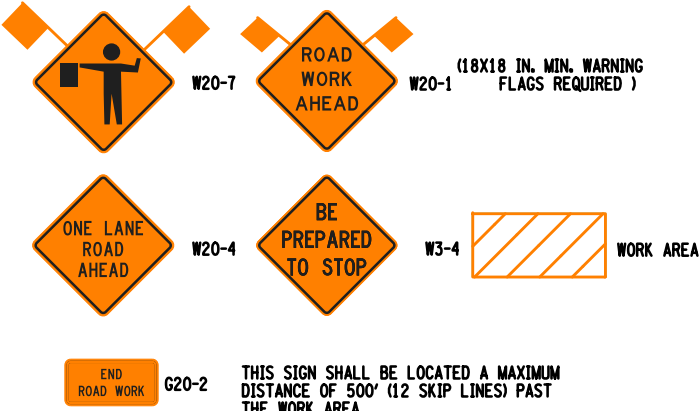 W20-7
ROAD
WORK
AHEAD
W20-1
(18X18 IN. MIN. WARNING
FLAGS REQUIRED )
ONE LANE
ROAD
AHEAD
W20-4
BE
PREPARED
TO STOP
W3-4
WORK AREA
END
ROAD WORK
G20-2
THIS SIGN SHALL BE LOCATED A MAXIMUM
DISTANCE OF 500' (12 SKIP LINES) PAST
THE WORK AREA